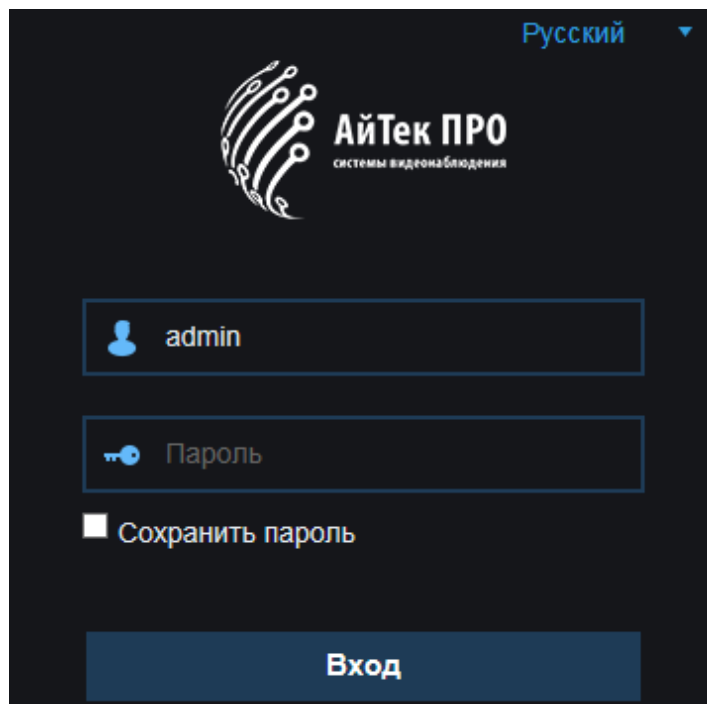 Русский
АйТек ПРО
системы видеонаблюдения
admin
Пароль
Сохранить пароль
Вход